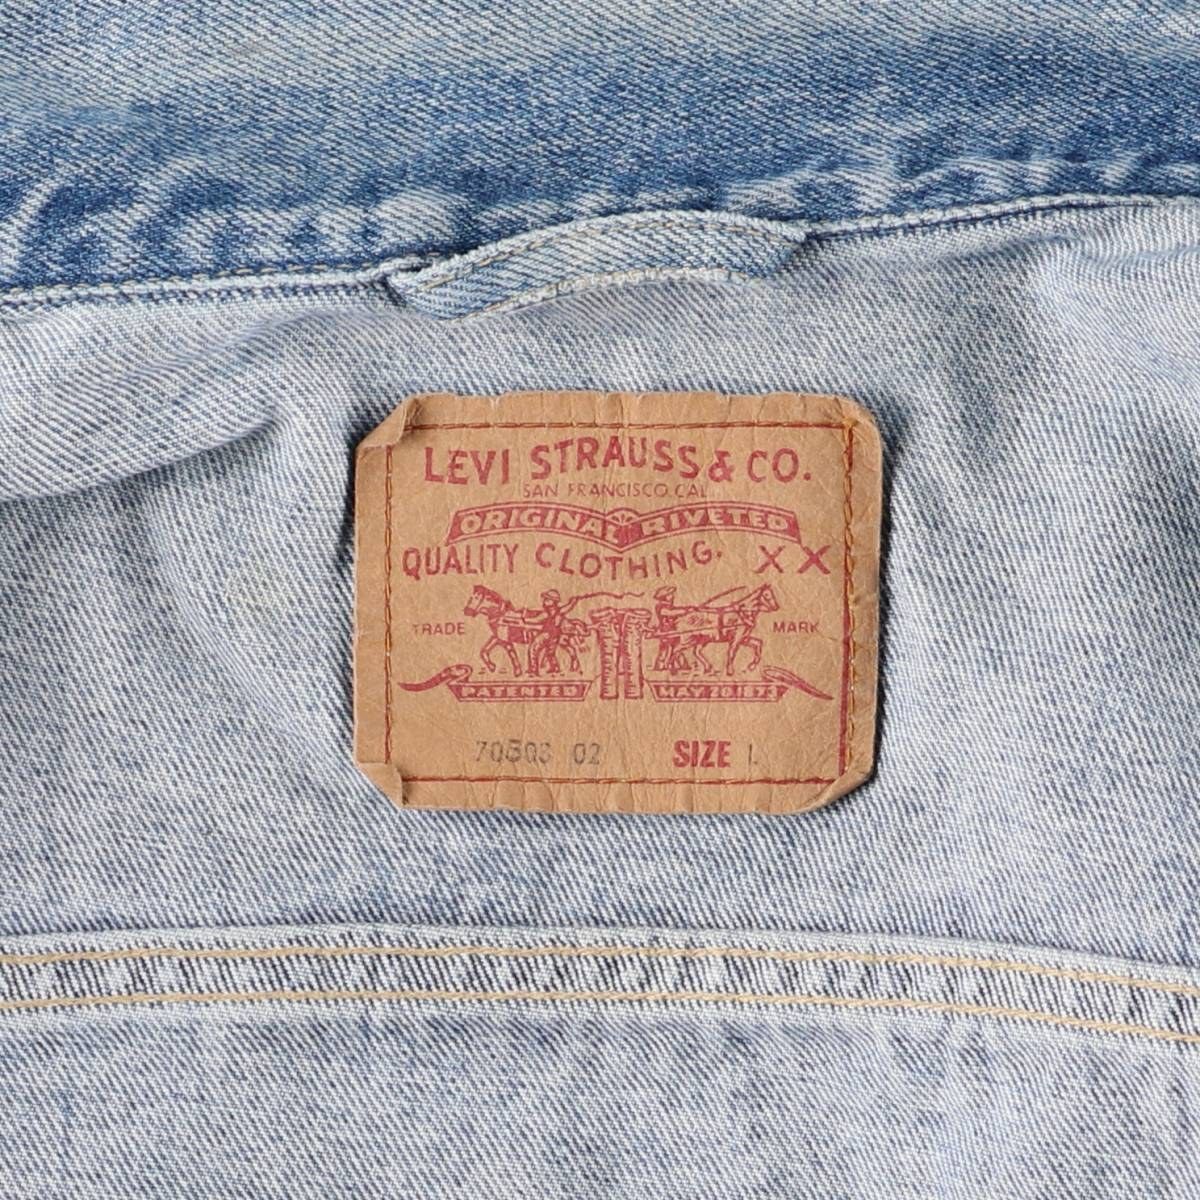 LEVI STRAUSS & CO.
SAN FRANCISCO CAL
ORIGINAL RIVETED
QUALITY CLOTHING. XX
TRADE MARK
PATENTED MAY 20 1873
02 SIZE L